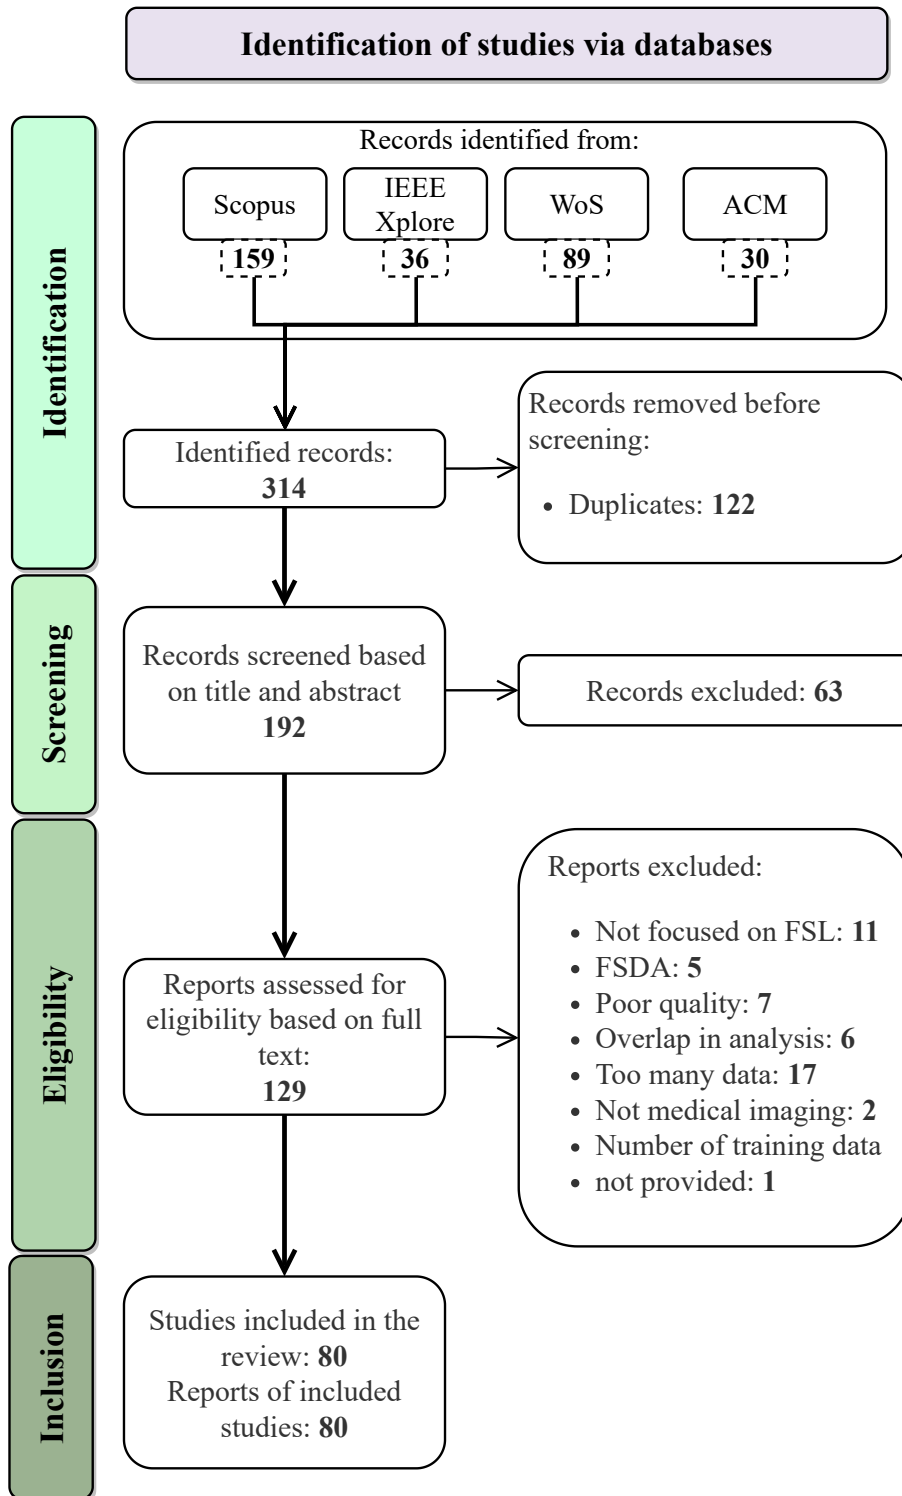 Identification of studies via databases
Identification
Records identified from:
Scopus
IEEE
Xplore
WoS
ACM
159
36
89
30
Identified records:
314
Records removed before
screening:
• Duplicates: 122
Screening
Records screened based
on title and abstract
192
Records excluded: 63
Eligibility
Reports assessed for
eligibility based on full
text:
129
Reports excluded:
• Not focused on FSL: 11
• FSDA: 5
• Poor quality: 7
• Overlap in analysis: 6
• Too many data: 17
• Not medical imaging: 2
• Number of training data
• not provided: 1
Inclusion
Studies included in the
review: 80
Reports of included
studies: 80